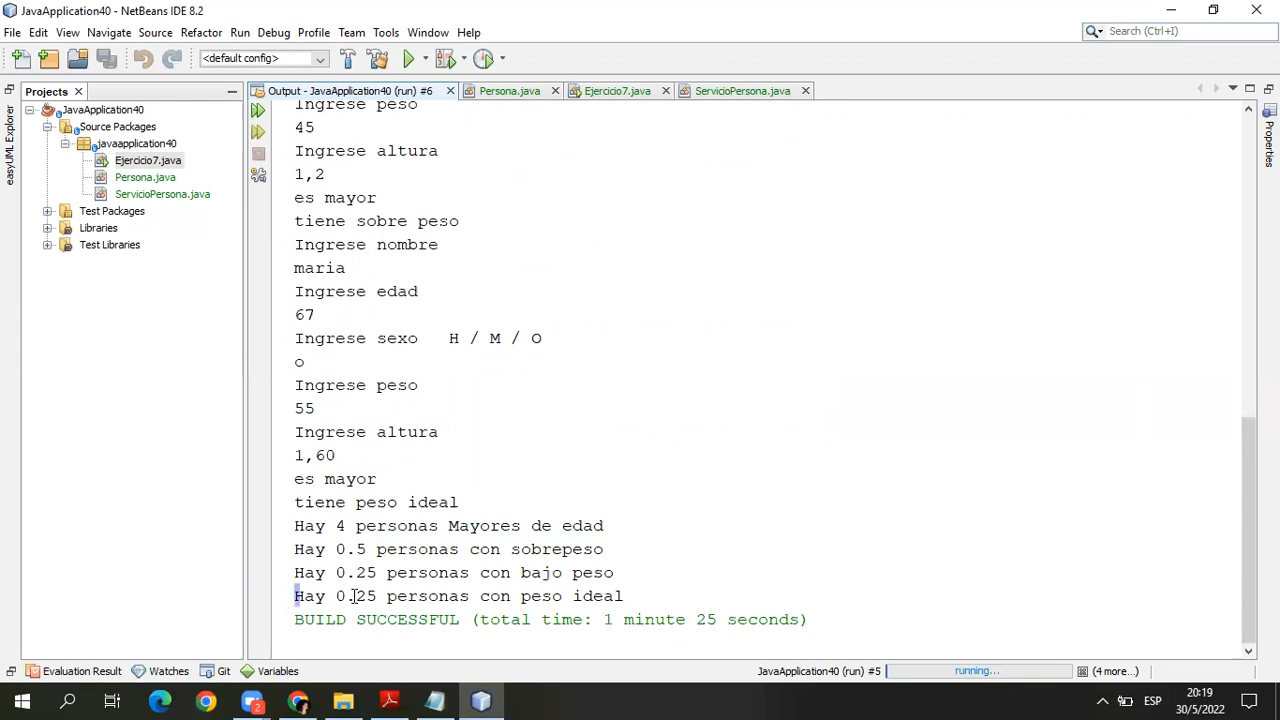 JavaApplication40 - NetBeans IDE 8.2
File Edit View Navigate Source Refactor Run Debug Profile Team Tools Window Help
Search (Ctrl+I)
<default config>
Projects
Output - JavaApplication40 (run) #6
Persona.java
Ejercicio7.java
ServicioPersona.java
easyUML Explorer
JavaApplication40
Source Packages
javaapplication40
Ejercicio7.java
Persona.java
ServicioPersona.java
Test Packages
Libraries
Test Libraries
Ingrese peso
45
Ingrese altura
1,2
es mayor
tiene sobre peso
Ingrese nombre
maria
Ingrese edad
67
Ingrese sexo   H / M / O
o
Ingrese peso
55
Ingrese altura
1,60
es mayor
tiene peso ideal
Hay 4 personas Mayores de edad
Hay 0.5 personas con sobrepeso
Hay 0.25 personas con bajo peso
Hay 0.25 personas con peso ideal
BUILD SUCCESSFUL (total time: 1 minute 25 seconds)
Properties
Evaluation Result
Watches
Git
Variables
JavaApplication40 (run) #5
running...
(4 more...)
2
ESP
20:19
30/5/2022